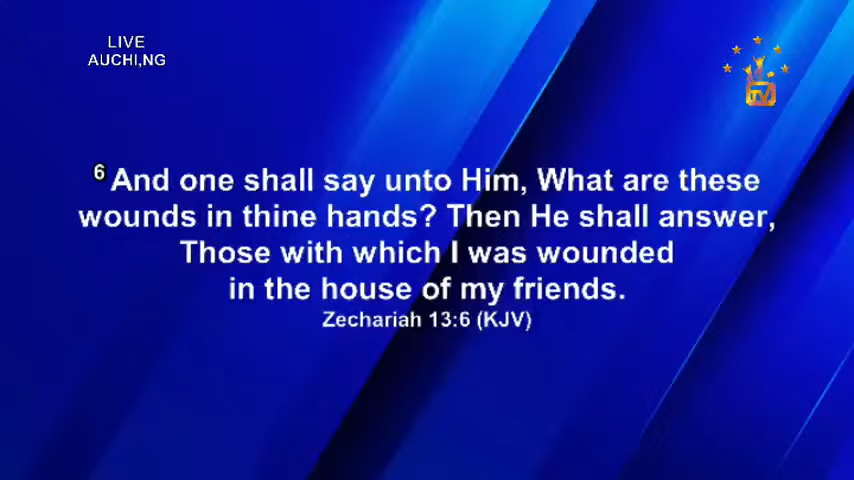 LIVE
AUCHI,NG
TV
6 And one shall say unto Him, What are these
wounds in thine hands? Then He shall answer,
Those with which I was wounded
in the house of my friends.
Zechariah 13:6 (KJV)